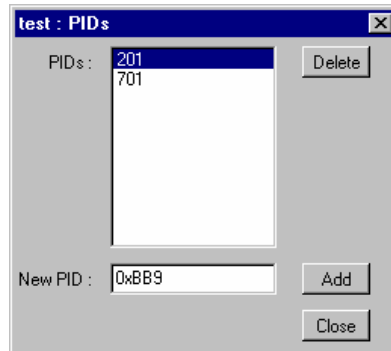 test : PIDs
PIDs : 201 Delete
701
New PID : 0xBB9 Add
Close